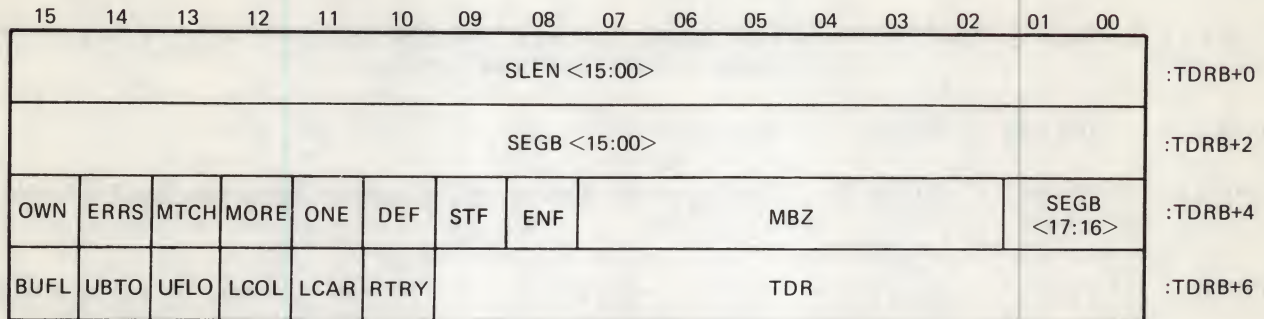 15 14 13 12 11 10 09 08 07 06 05 04 03 02 01 00
SLEN <15:00> :TDRB+0
SEGB <15:00> :TDRB+2
OWN ERRS MTCH MORE ONE DEF STF ENF MBZ SEGB <17:16> :TDRB+4
BUFL UBTO UFLO LCOL LCAR RTRY TDR :TDRB+6